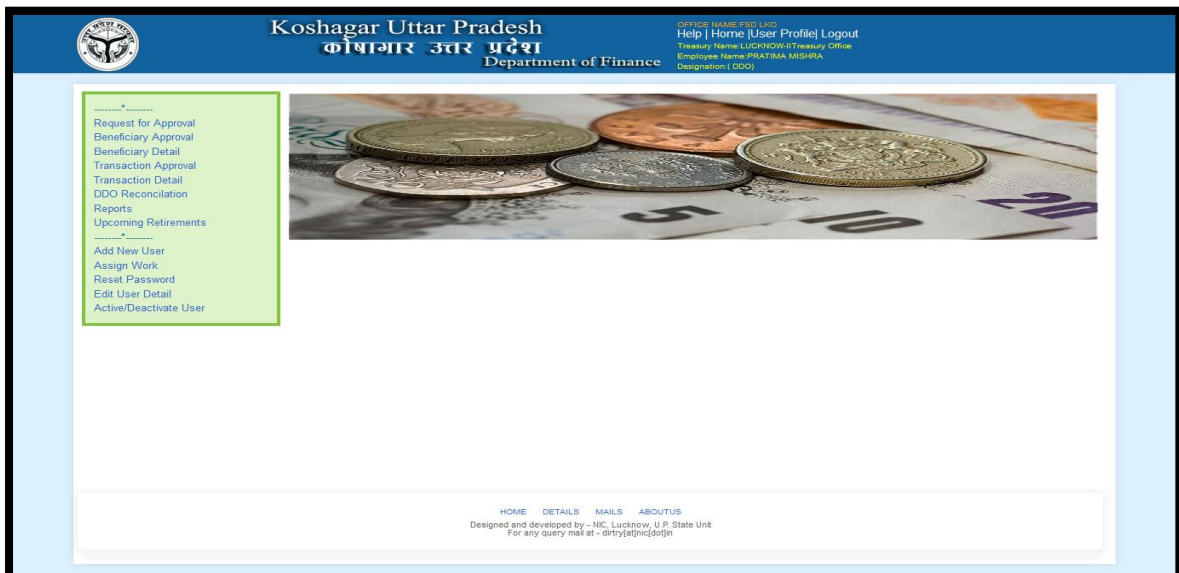 Koshagar Uttar Pradesh
कोषागार उत्तर प्रदेश
Department of Finance
OFFICE NAME:FSD LKO
Help | Home |User Profile| Logout
Treasury Name:LUCKNOW-IITreasury Office
Employee Name:PRATIMA MISHRA
Designation:( DDO)
--------*--------
Request for Approval
Beneficiary Approval
Beneficiary Detail
Transaction Approval
Transaction Detail
DDO Reconcilation
Reports
Upcoming Retirements
--------*--------
Add New User
Assign Work
Reset Password
Edit User Detail
Active/Deactivate User
5 10 20
HOME DETAILS MAILS ABOUTUS
Designed and developed by - NIC, Lucknow, U.P. State Unit
For any query mail at - dirtry[at]nic[dot]in